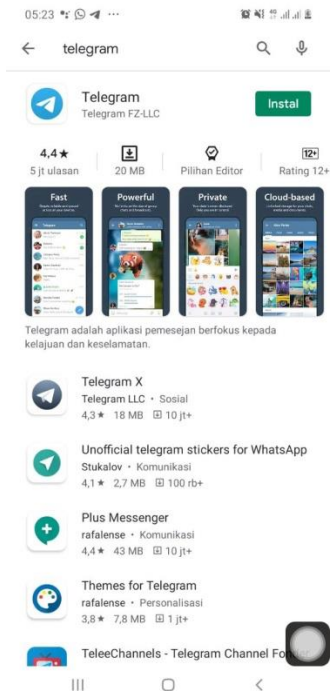 05:23
telegram
Telegram
Telegram FZ-LLC
Instal
4,4★
5 jt ulasan
20 MB
Pilihan Editor
12+
Rating 12+
Fast
Powerful
Private
Cloud-based
Telegram adalah aplikasi pemesejan berfokus kepada
kelajuan dan keselamatan.
Telegram X
Telegram LLC • Sosial
4,3★ 18 MB 10 jt+
Unofficial telegram stickers for WhatsApp
Stukalov • Komunikasi
4,1★ 2,7 MB 100 rb+
Plus Messenger
rafalense • Komunikasi
4,4★ 43 MB 10 jt+
Themes for Telegram
rafalense • Personalisasi
3,8★ 7,8 MB 1 jt+
TeleeChannels - Telegram Channel